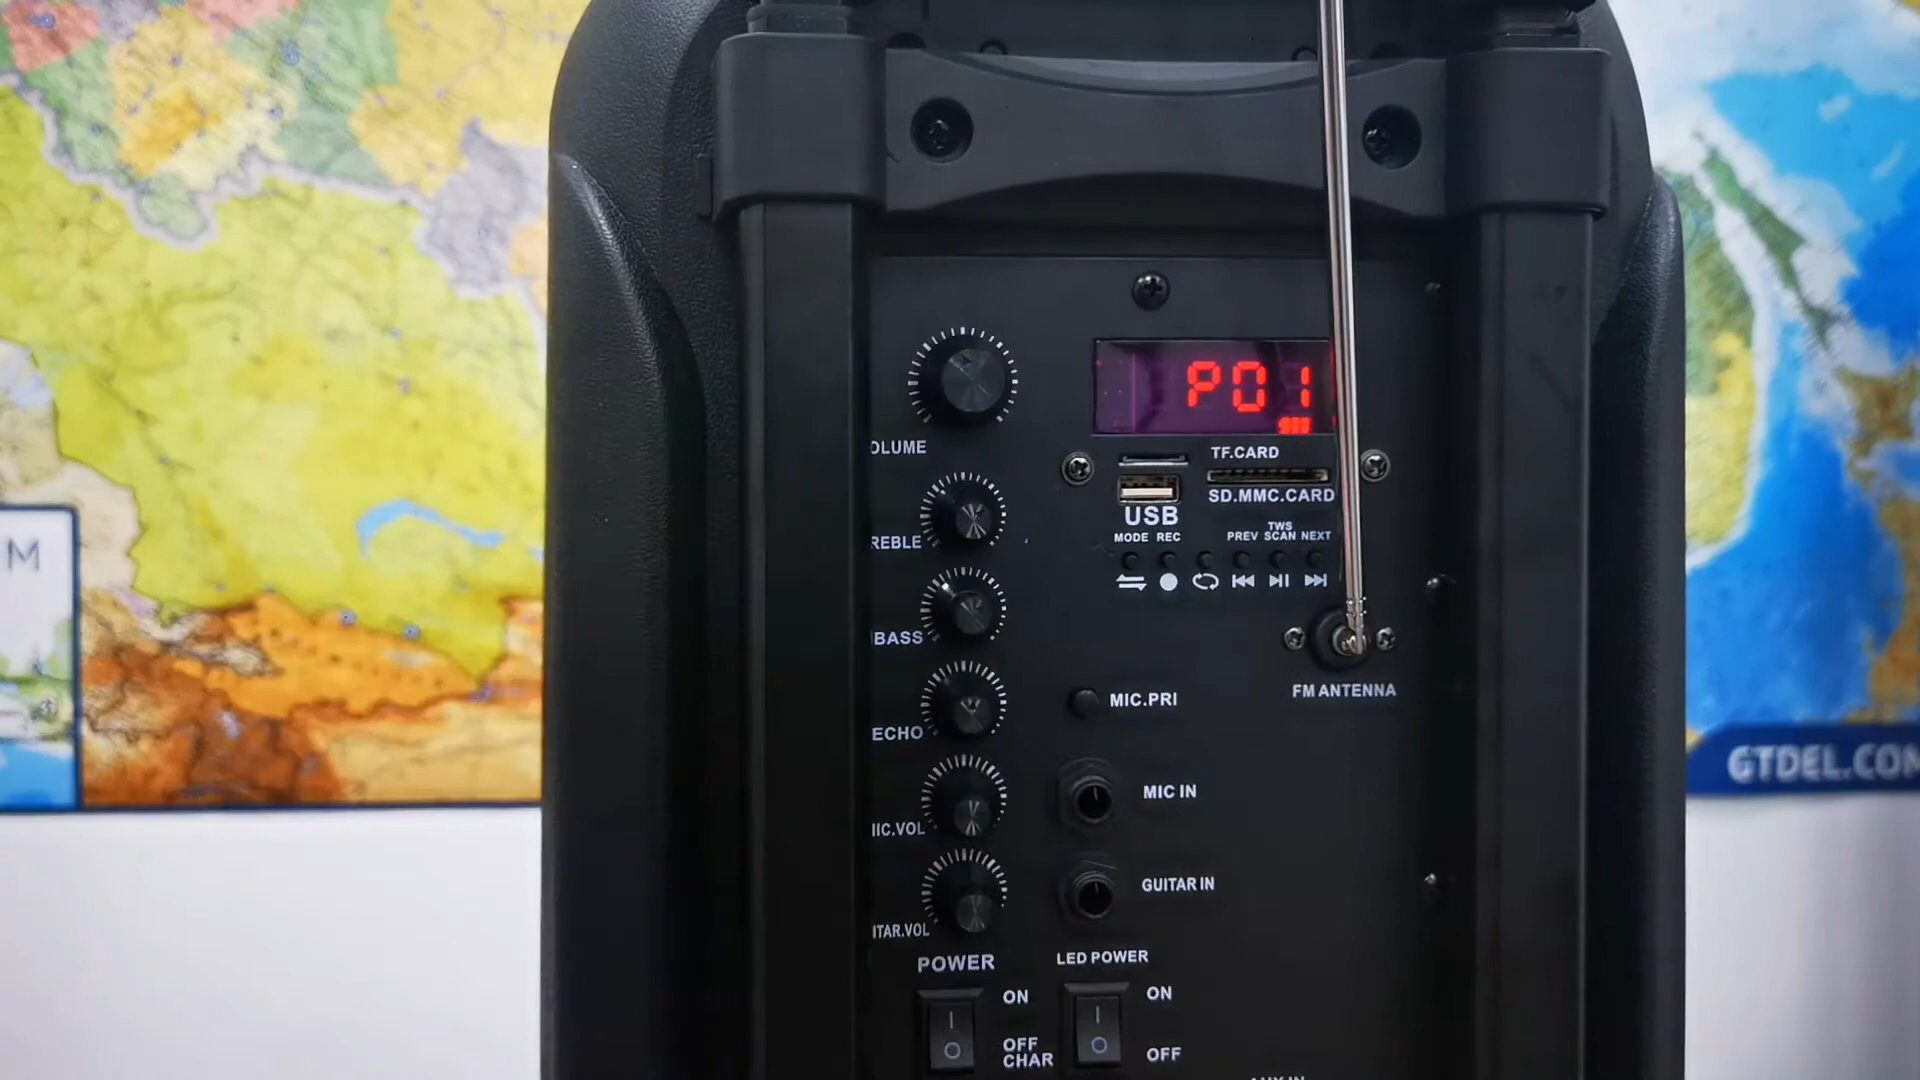 P01
OLUME
TF.CARD
SD.MMC.CARD
USB
TWS
MODE REC PREV SCAN NEXT
REBLE
BASS
FM ANTENNA
MIC.PRI
ECHO
MIC IN
IIC.VOL
GUITAR IN
ITAR.VOL
POWER
LED POWER
ON
ON
OFF
CHAR
OFF
M
GTDEL.COM